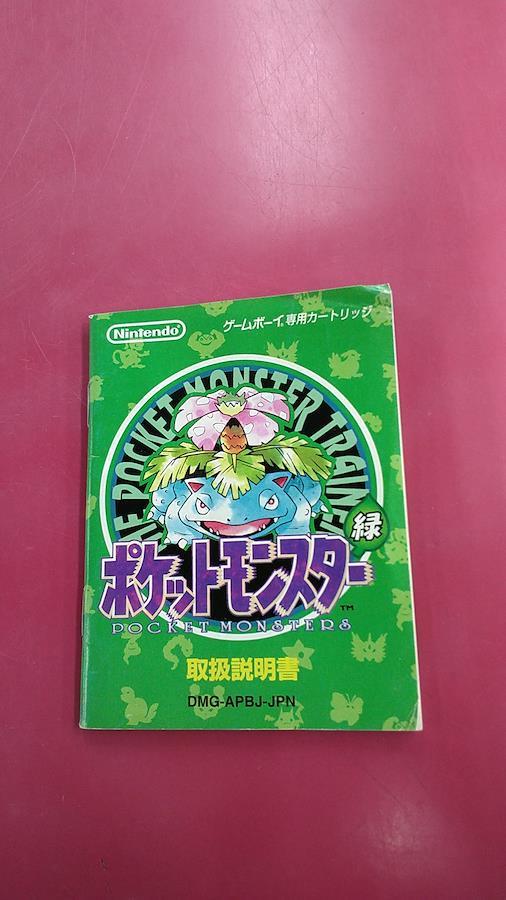 Nintendo
ゲームボーイ®専用カートリッジ
THE POCKET MONSTER TRAINER
緑
ポケットモンスター
TM
POCKET MONSTERS
取扱説明書
DMG-APBJ-JPN